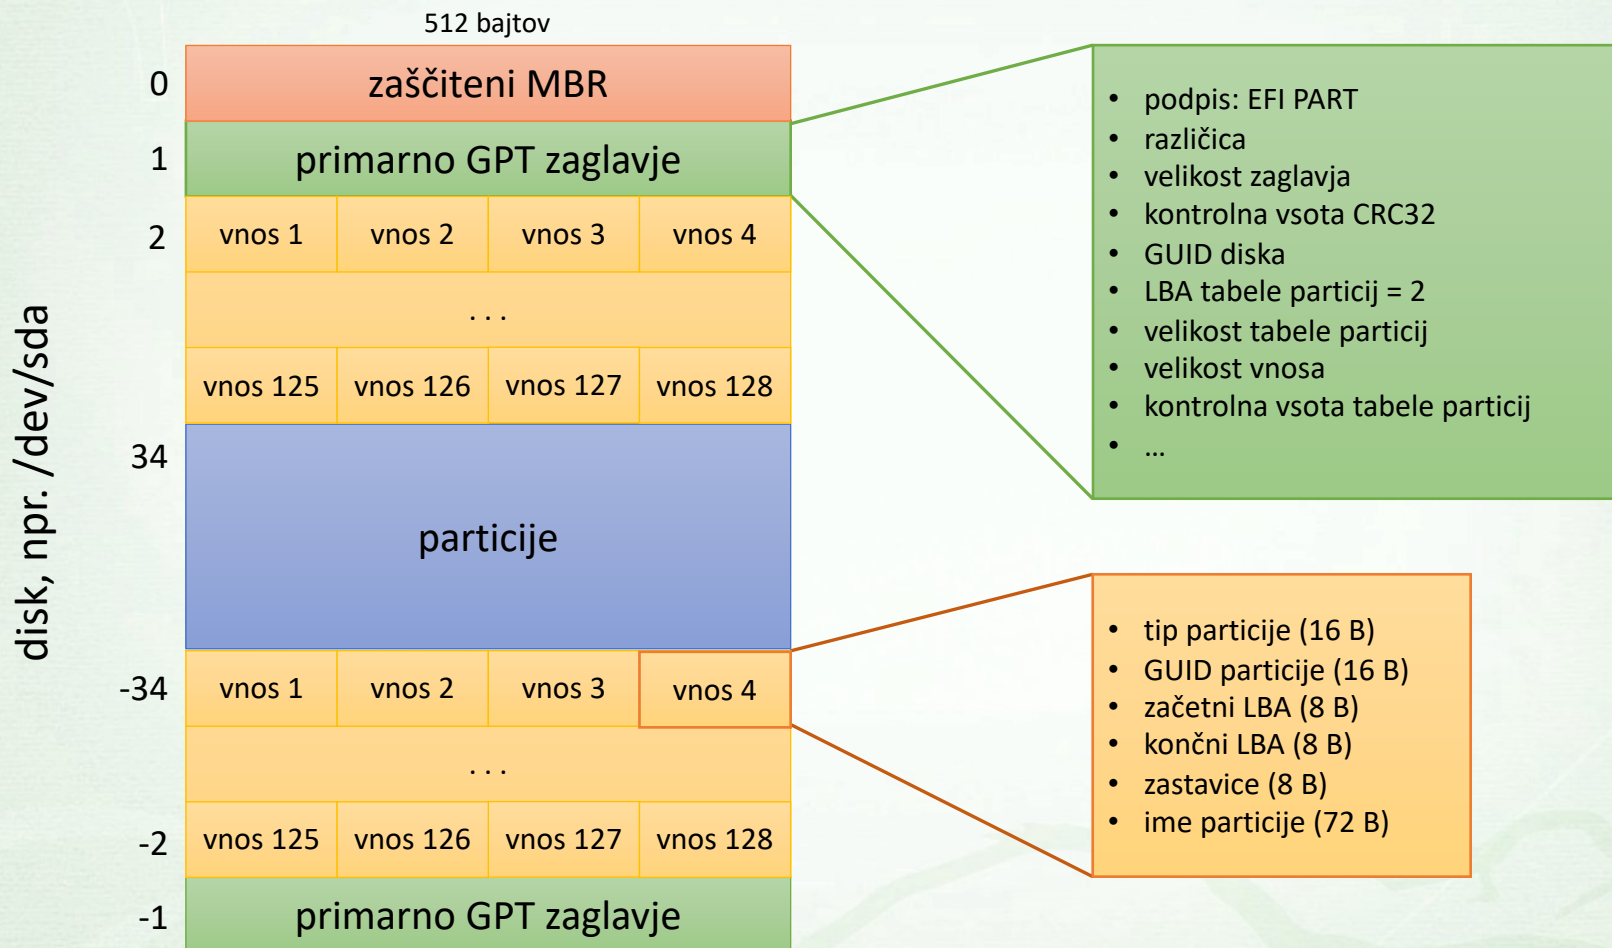 512 bajtov
disk, npr. /dev/sda
0
zaščiteni MBR
1
primarno GPT zaglavje
2
vnos 1 vnos 2 vnos 3 vnos 4
. . .
vnos 125 vnos 126 vnos 127 vnos 128
34
particije
-34
vnos 1 vnos 2 vnos 3 vnos 4
. . .
-2
vnos 125 vnos 126 vnos 127 vnos 128
-1
primarno GPT zaglavje
• podpis: EFI PART
• različica
• velikost zaglavja
• kontrolna vsota CRC32
• GUID diska
• LBA tabele particij = 2
• velikost tabele particij
• velikost vnosa
• kontrolna vsota tabele particij
• ...
• tip particije (16 B)
• GUID particije (16 B)
• začetni LBA (8 B)
• končni LBA (8 B)
• zastavice (8 B)
• ime particije (72 B)